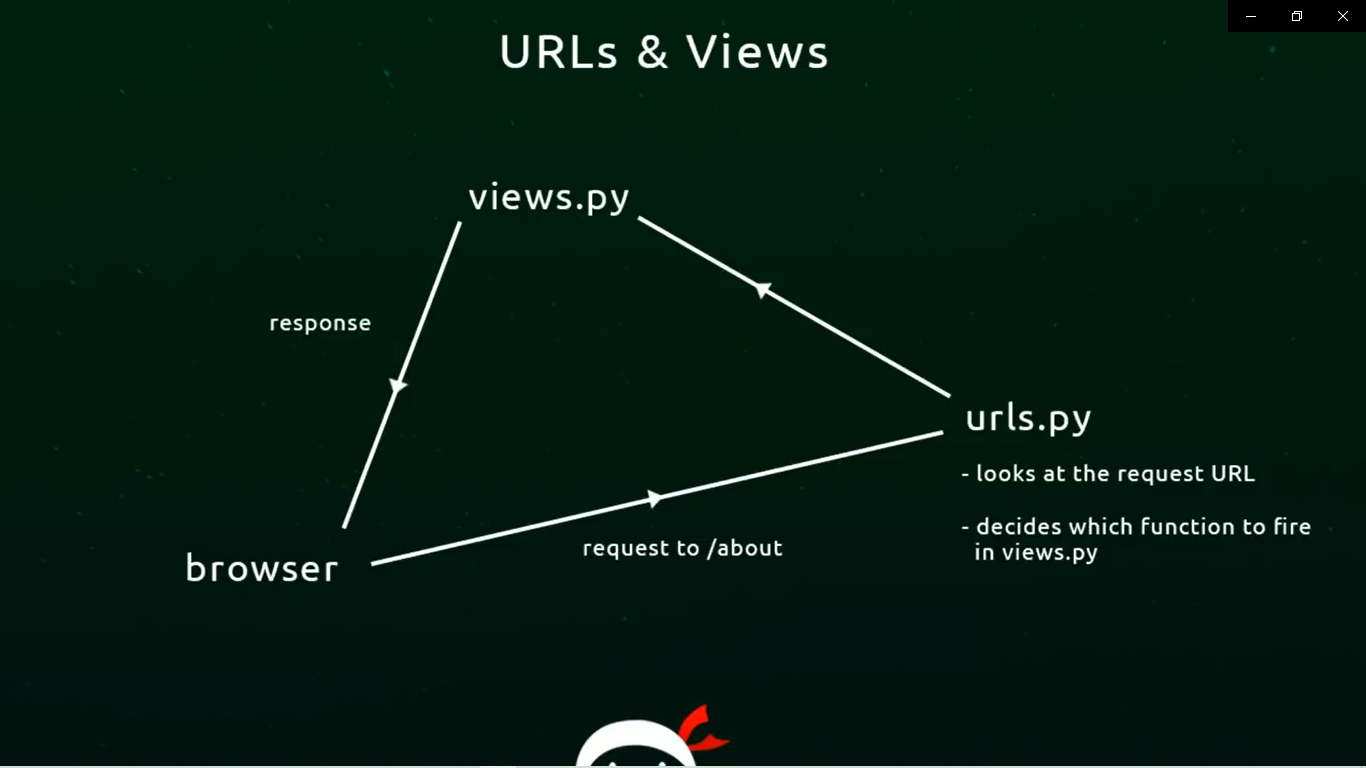 URLs & Views
views.py
response
urls.py
- looks at the request URL
- decides which function to fire
in views.py
request to /about
browser